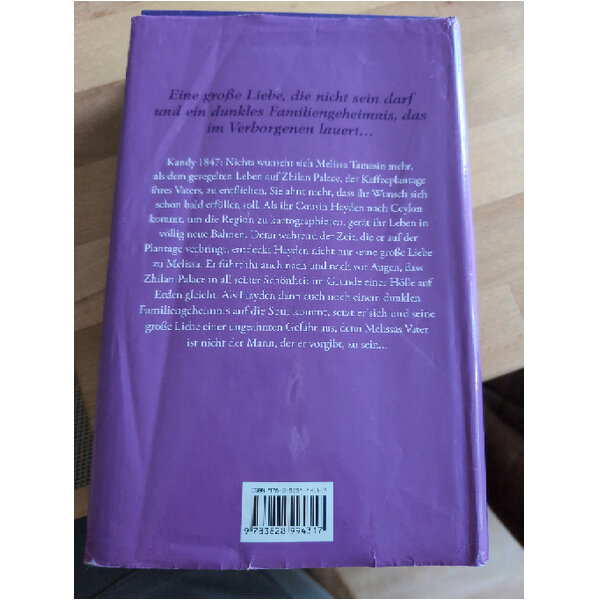 Eine große Liebe, die nicht sein darf
und ein dunkles Familiengeheimnis, das
im Verborgenen lauert…
Kandy 1847: Nichts wünscht sich Melissa Tamasin mehr,
als dem geregelten Leben auf Zhilan Palace, der Kaffeeplantage
ihres Vaters, zu entfliehen. Sie ahnt nicht, dass ihr Wunsch sich
schon bald erfüllen soll. Als ihr Cousin Hayden nach Ceylon
kommt, um die Region zu kartographieren, gerät ihr Leben in
völlig neue Bahnen. Denn während der Zeit, die er auf der
Plantage verbringt, entdeckt Hayden nicht nur seine große Liebe
zu Melissa. Er führt ihr auch nach und nach vor Augen, dass
Zhilan Palace in all seiner Schönheit im Grunde einer Hölle auf
Erden gleicht. Als Hayden dann auch noch einem dunklen
Familiengeheimnis auf die Spur kommt, setzt er sich und seine
große Liebe einer ungeahnten Gefahr aus, denn Melissas Vater
ist nicht der Mann, der er vorgibt, zu sein…
ISBN
9 783828 994317